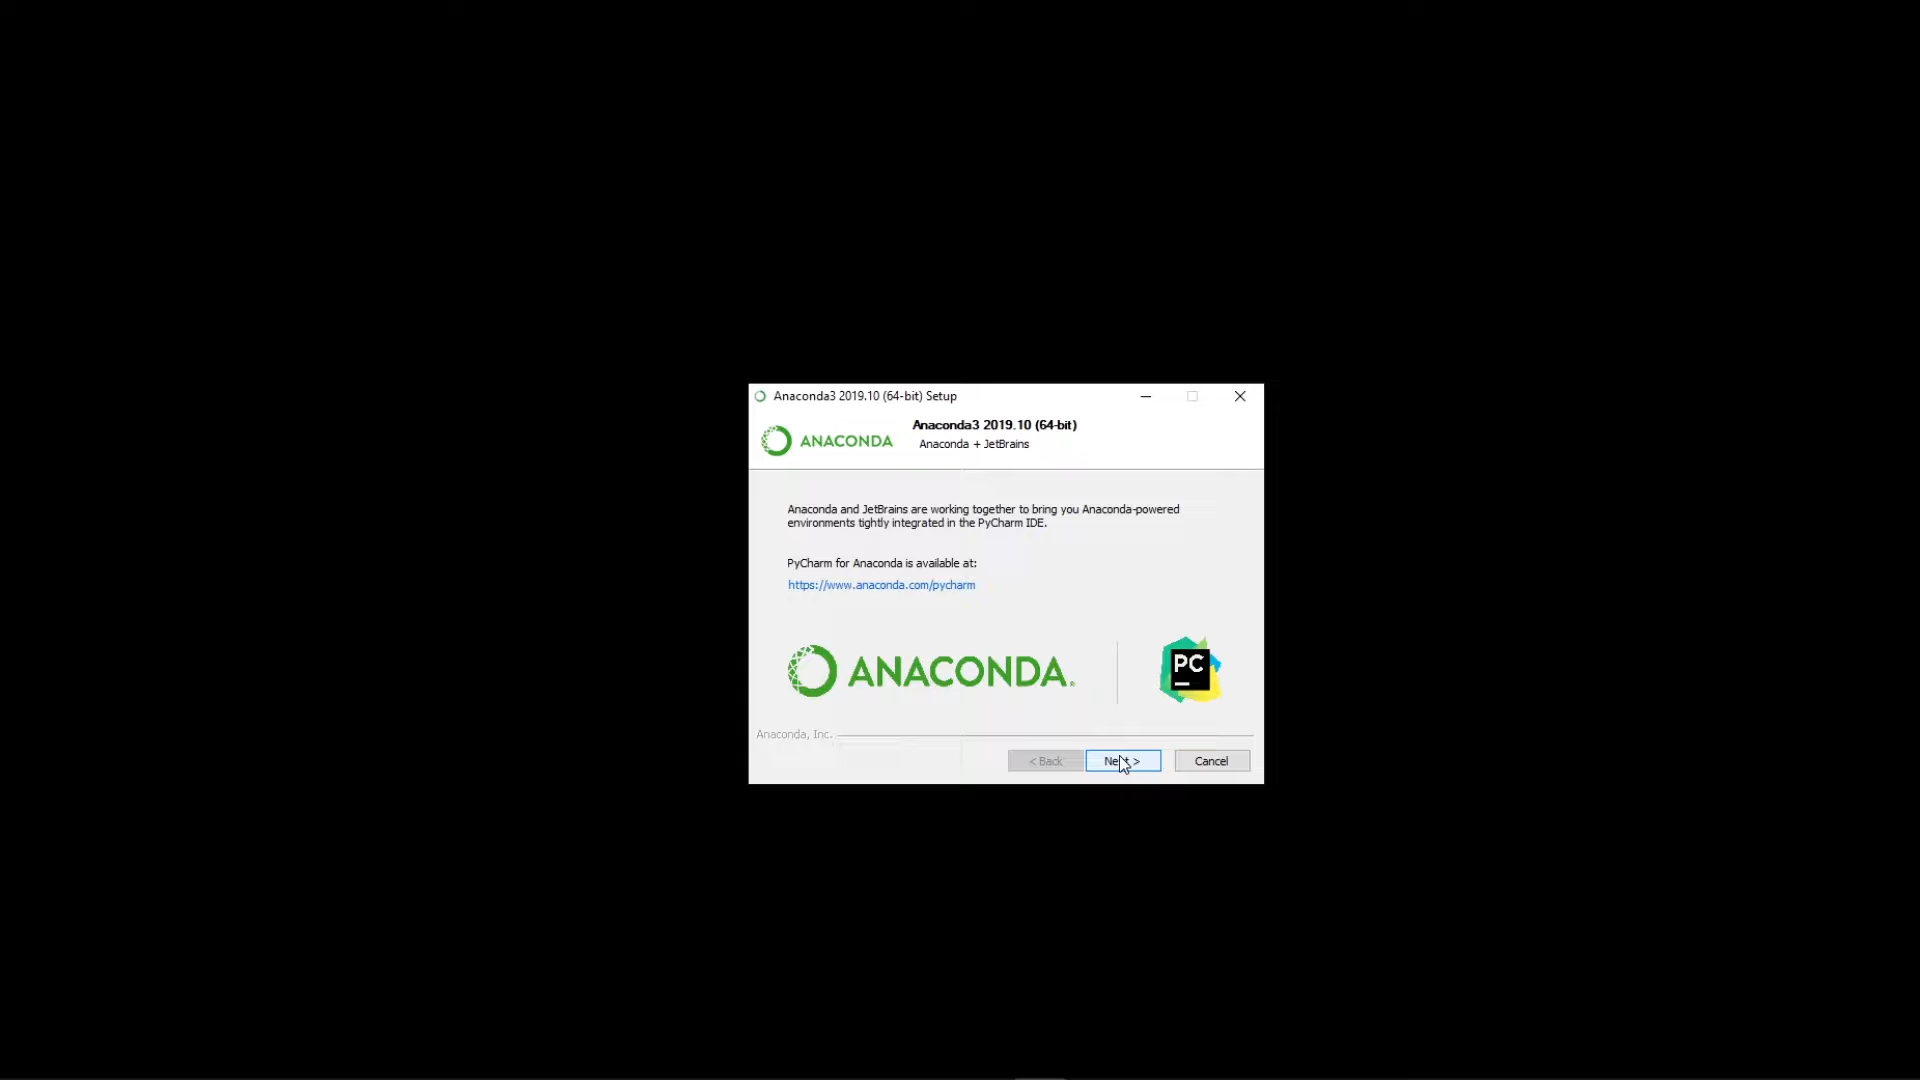 Anaconda3 2019.10 (64-bit) Setup
ANACONDA
Anaconda3 2019.10 (64-bit)
Anaconda + JetBrains
Anaconda and JetBrains are working together to bring you Anaconda-powered
environments tightly integrated in the PyCharm IDE.
PyCharm for Anaconda is available at:
https://www.anaconda.com/pycharm
ANACONDA®
PC
Anaconda, Inc.
< Back
Next >
Cancel